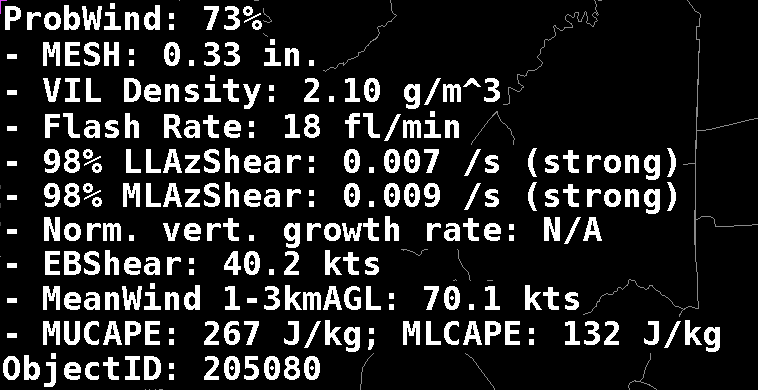 ProbWind: 73%
- MESH: 0.33 in.
- VIL Density: 2.10 g/m^3
- Flash Rate: 18 fl/min
- 98% LLAzShear: 0.007 /s (strong)
- 98% MLAzShear: 0.009 /s (strong)
- Norm. vert. growth rate: N/A
- EBShear: 40.2 kts
- MeanWind 1-3kmAGL: 70.1 kts
- MUCAPE: 267 J/kg; MLCAPE: 132 J/kg
ObjectID: 205080